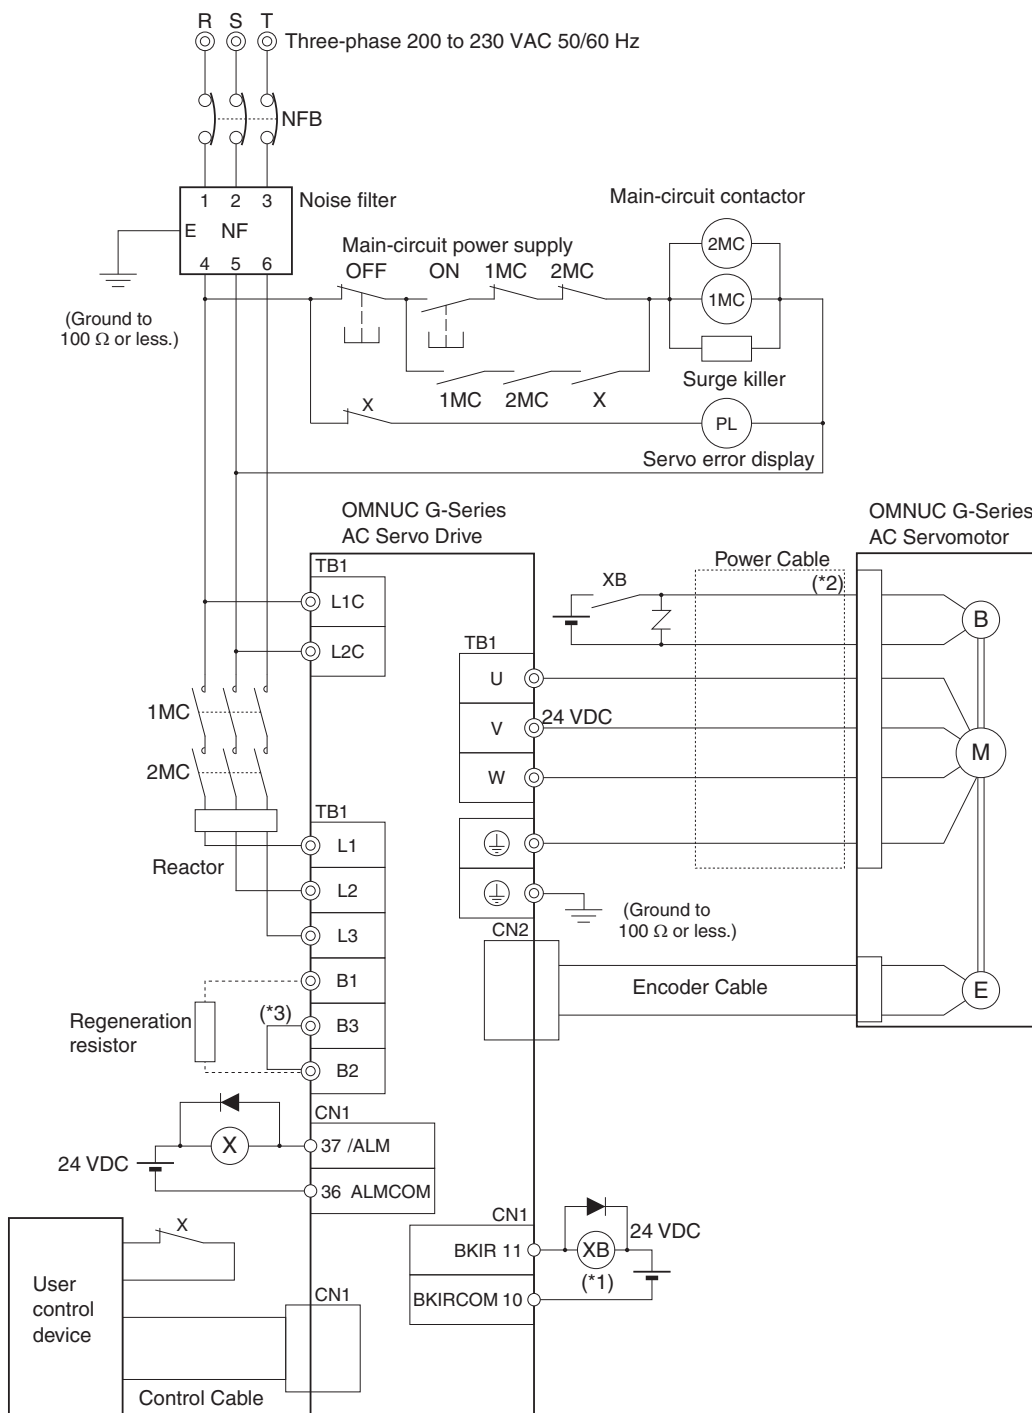 R S T
Three-phase 200 to 230 VAC 50/60 Hz
NFB
1 2 3
Noise filter
E NF
4 5 6
(Ground to
100 Ω or less.)
Main-circuit power supply
OFF ON 1MC 2MC
Main-circuit contactor
2MC
1MC
Surge killer
1MC 2MC X
X
PL
Servo error display
OMNUC G-Series
AC Servo Drive
OMNUC G-Series
AC Servomotor
TB1
L1C
L2C
XB
Power Cable
(*2)
B
TB1
U
V
24 VDC
W
M
1MC
2MC
Reactor
TB1
L1
L2
L3
(Ground to
100 Ω or less.)
CN2
Encoder Cable
E
B1
B3
B2
(*3)
Regeneration
resistor
CN1
X
37 /ALM
24 VDC
36 ALMCOM
CN1
BKIR 11
XB
24 VDC
(*1)
BKIRCOM 10
X
User
control
device
CN1
Control Cable